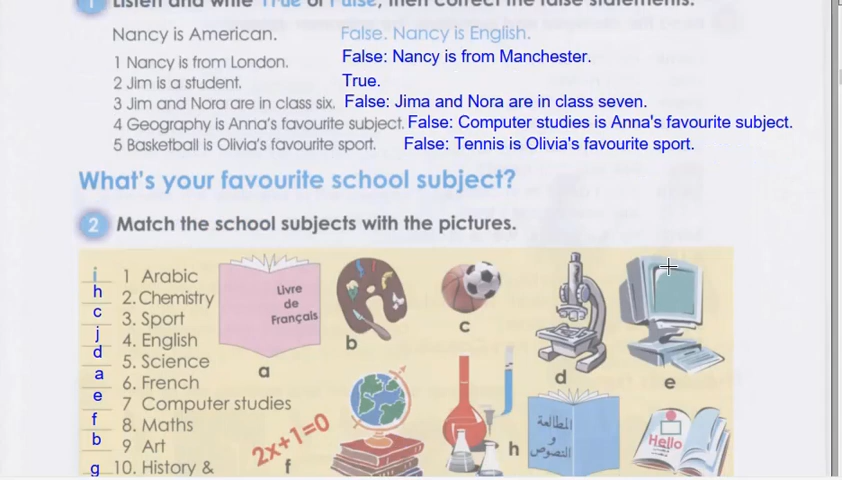 1 Listen and write True or False, then correct the false statements.
Nancy is American. False. Nancy is English.
1 Nancy is from London. False: Nancy is from Manchester.
2 Jim is a student. True.
3 Jim and Nora are in class six. False: Jima and Nora are in class seven.
4 Geography is Anna's favourite subject. False: Computer studies is Anna's favourite subject.
5 Basketball is Olivia's favourite sport. False: Tennis is Olivia's favourite sport.
What's your favourite school subject?
2 Match the school subjects with the pictures.
i 1 Arabic
h 2. Chemistry
c 3. Sport
j 4. English
d 5. Science
a 6. French
e 7 Computer studies
f 8. Maths
b 9 Art
g 10. History &
Livre
de
Français
a
b
c
d
e
2x+1=0
f
h
المطالعة
و
النصوص
Hello